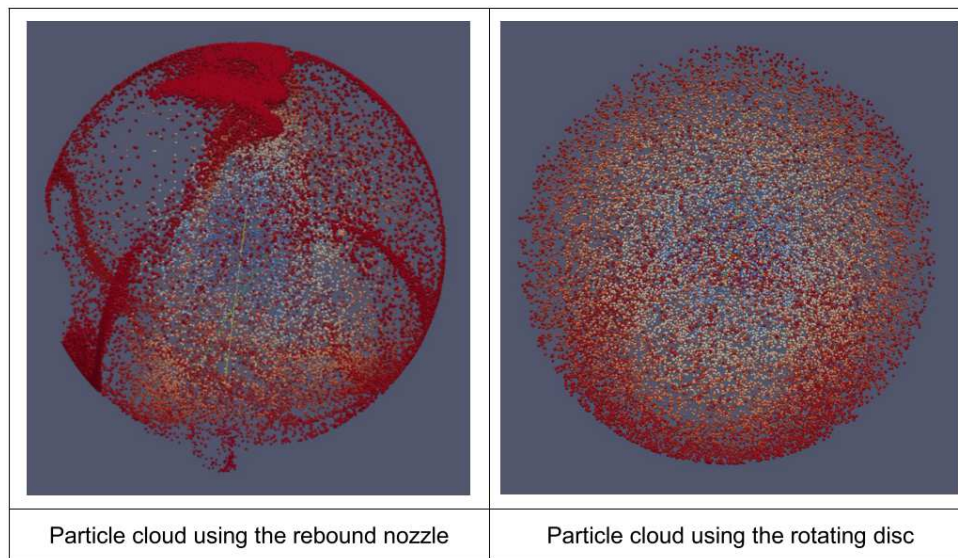 Particle cloud using the rebound nozzle
Particle cloud using the rotating disc